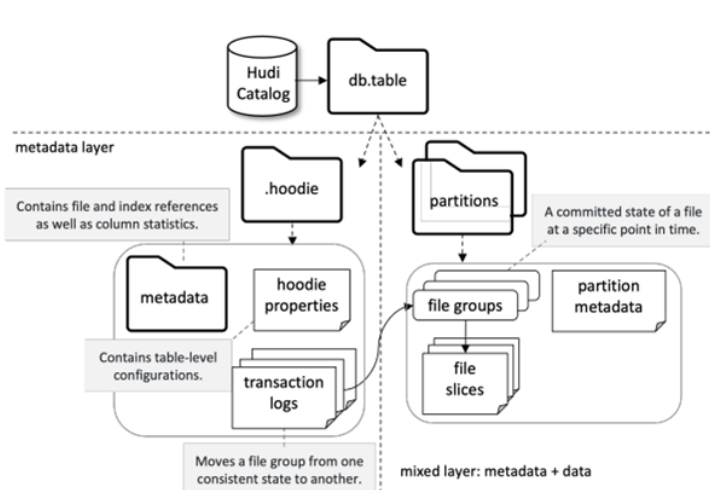 Hudi
Catalog
db.table
metadata layer
.hoodie
partitions
Contains file and index references
as well as column statistics.
A committed state of a file
at a specific point in time.
metadata
hoodie
properties
file groups
partition
metadata
Contains table-level
configurations.
transaction
logs
file
slices
Moves a file group from one
consistent state to another.
mixed layer: metadata + data